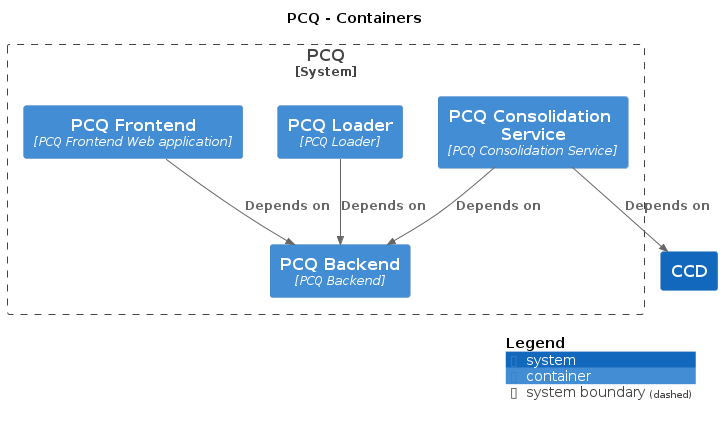 PCQ - Containers
PCQ
[System]
PCQ Frontend
[PCQ Frontend Web application]
PCQ Loader
[PCQ Loader]
PCQ Consolidation
Service
[PCQ Consolidation Service]
Depends on
Depends on
Depends on
Depends on
PCQ Backend
[PCQ Backend]
CCD
Legend
system
container
system boundary (dashed)